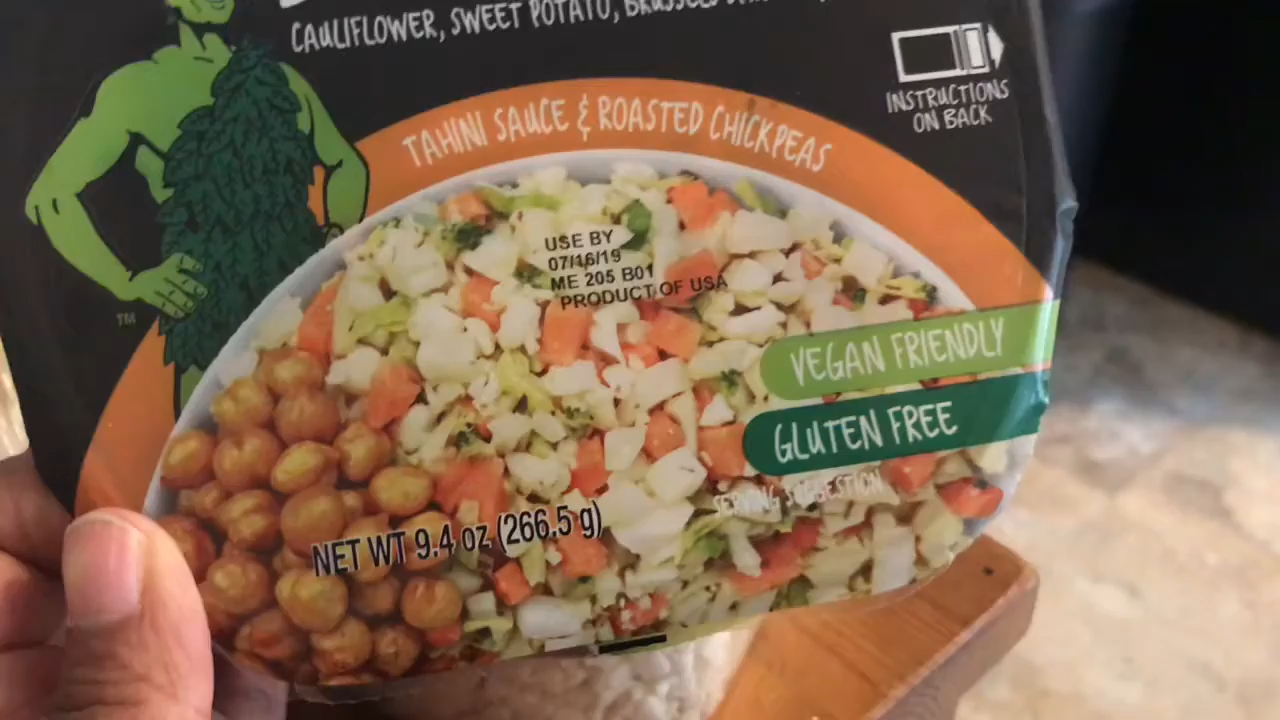 CAULIFLOWER, SWEET POTATO, BRUSSELS
INSTRUCTIONS
ON BACK
TAHINI SAUCE & ROASTED CHICKPEAS
USE BY
07/16/19
ME 205 B01
PRODUCT OF USA
VEGAN FRIENDLY
GLUTEN FREE
SERVING SUGGESTION
NET WT 9.4 oz (266.5 g)
TM